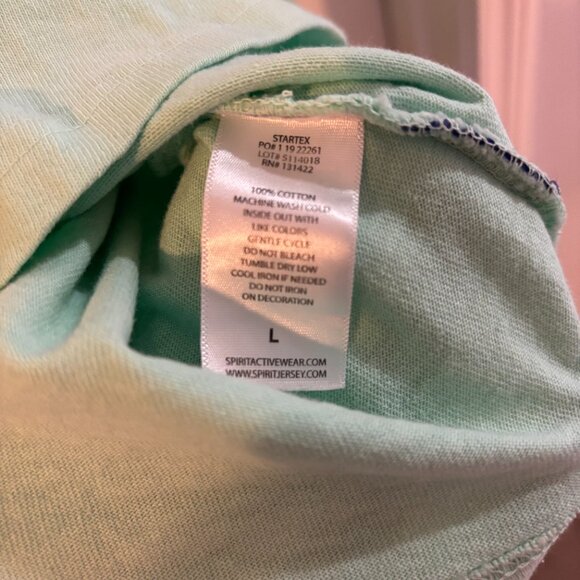 STARTEX
PO# 1 19 22261
LOT# S114018
RN# 131422
100% COTTON
MACHINE WASH COLD
INSIDE OUT WITH
LIKE COLORS
GENTLE CYCLE
DO NOT BLEACH
TUMBLE DRY LOW
COOL IRON IF NEEDED
DO NOT IRON
ON DECORATION
L
SPIRITACTIVEWEAR.COM
WWW.SPIRITJERSEY.COM